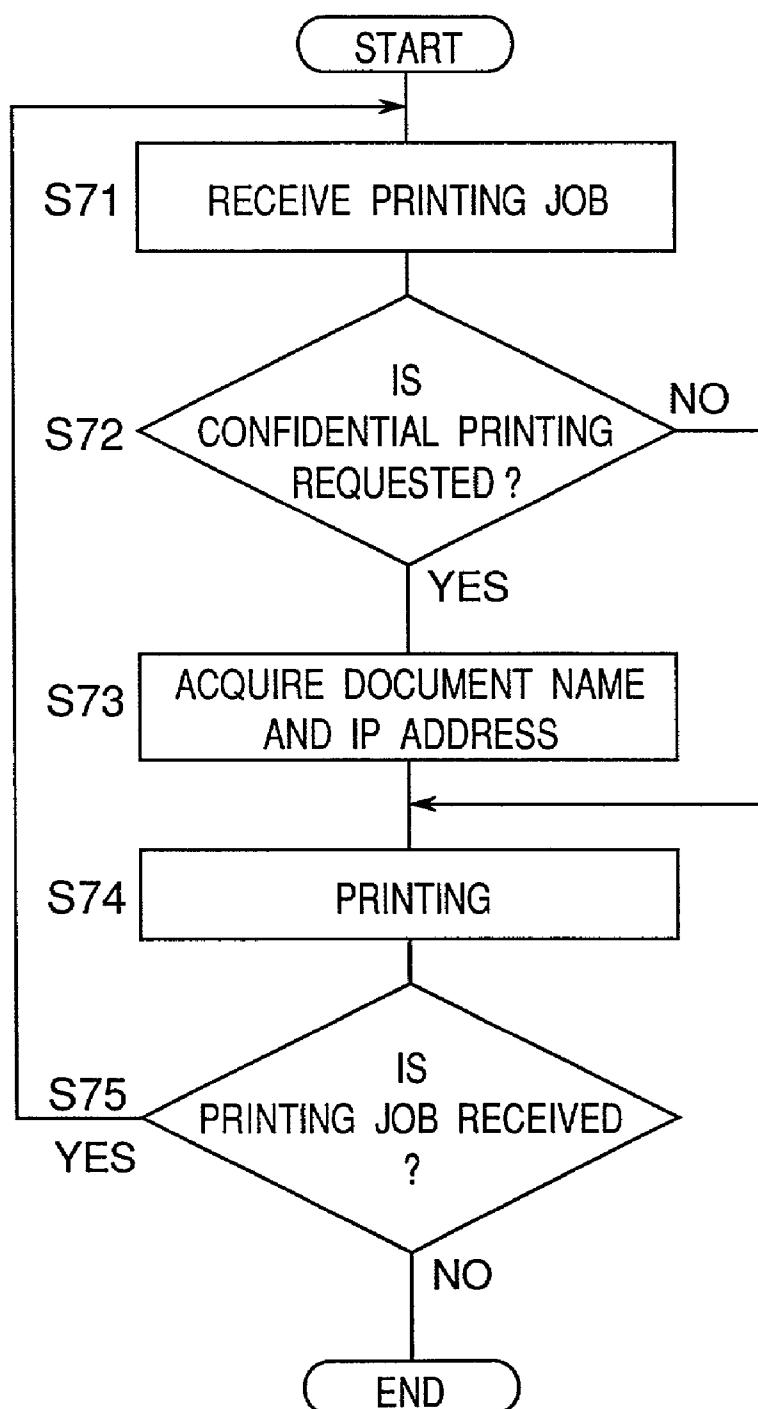 START
S71
RECEIVE PRINTING JOB
S72
IS
CONFIDENTIAL PRINTING
REQUESTED ?
NO
YES
S73
ACQUIRE DOCUMENT NAME
AND IP ADDRESS
S74
PRINTING
S75
YES
IS
PRINTING JOB RECEIVED
?
NO
END